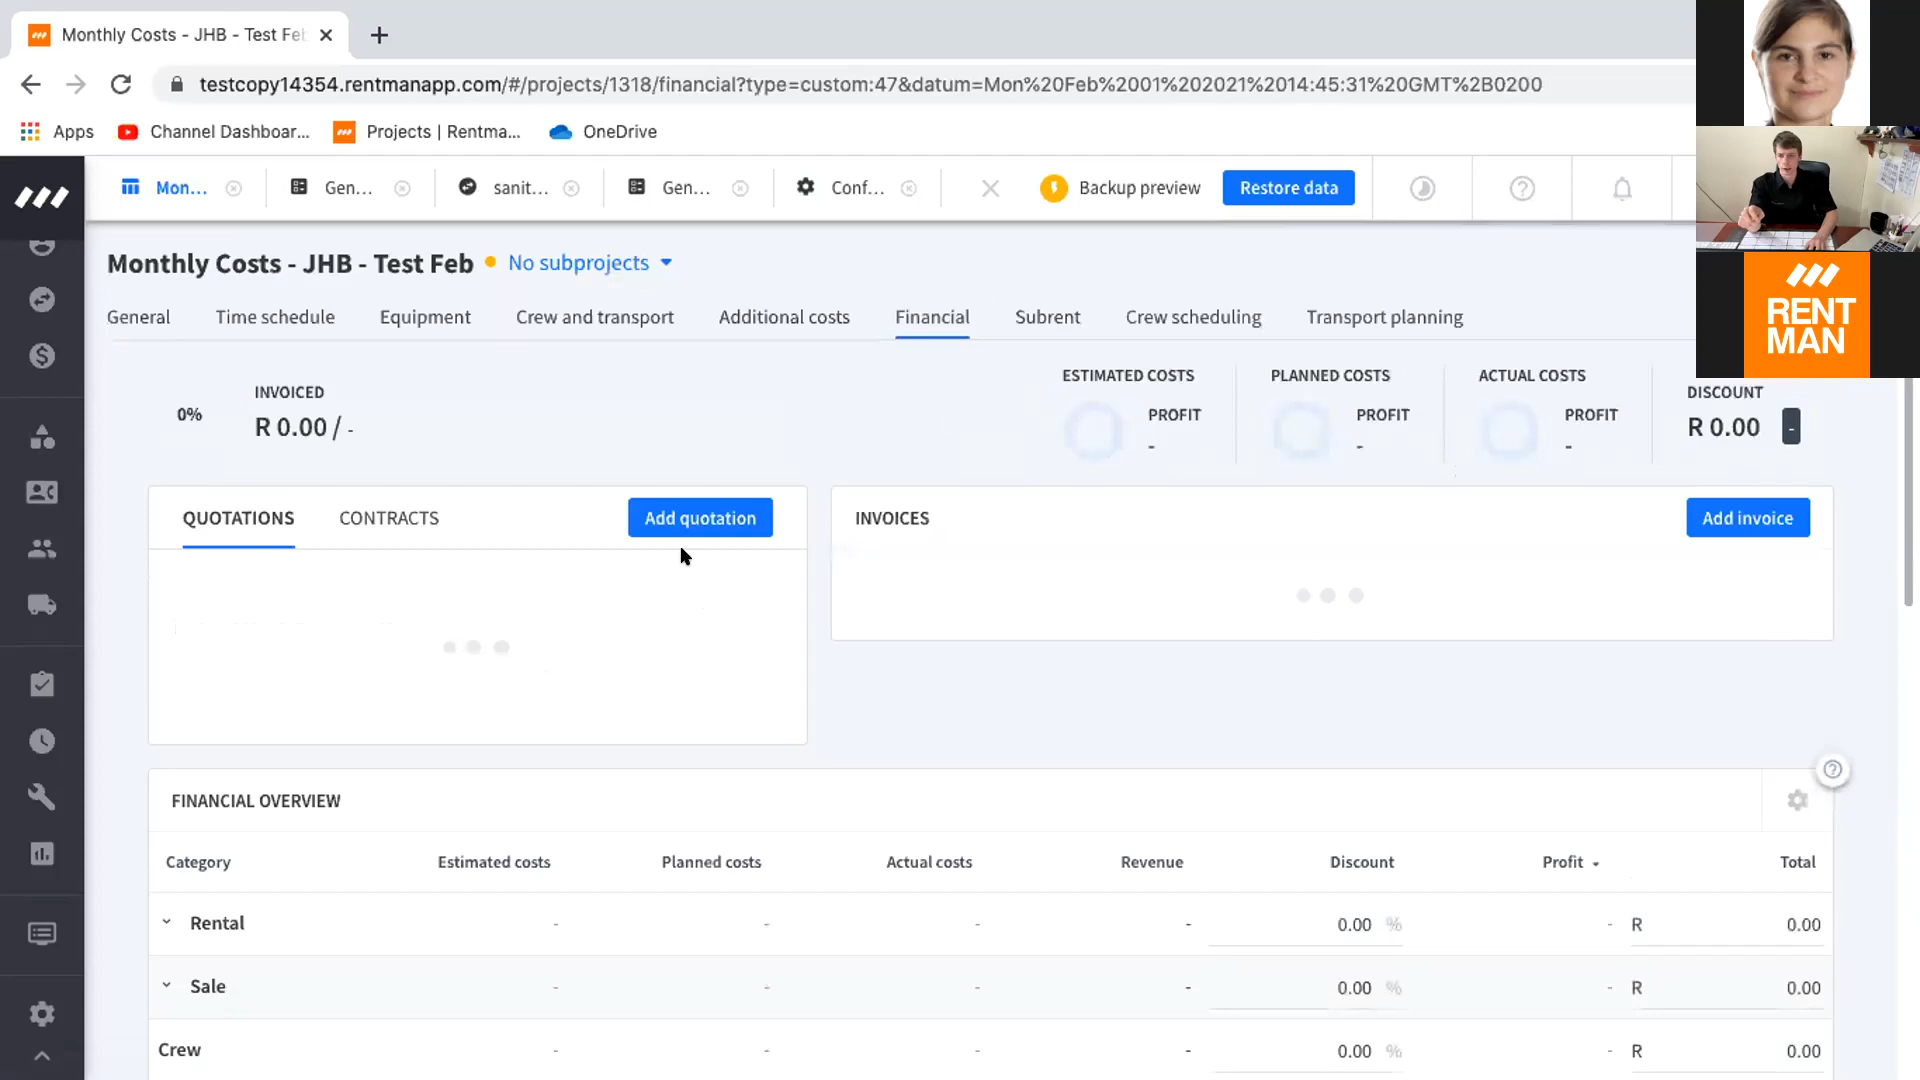 Monthly Costs - JHB - Test Fe
testcopy14354.rentmanapp.com/#/projects/1318/financial?type=custom:47&datum=Mon%20Feb%2001%202021%2014:45:31%20GMT%2B0200
Apps
Channel Dashboar...
Projects | Rentma...
OneDrive
Mon...
Gen...
sanit...
Gen...
Conf...
Backup preview
Restore data
RENT
MAN
Monthly Costs - JHB - Test Feb
No subprojects
General
Time schedule
Equipment
Crew and transport
Additional costs
Financial
Subrent
Crew scheduling
Transport planning
0%
INVOICED
R 0.00 / -
ESTIMATED COSTS
PROFIT
-
PLANNED COSTS
PROFIT
-
ACTUAL COSTS
PROFIT
-
DISCOUNT
R 0.00 -
QUOTATIONS
CONTRACTS
Add quotation
INVOICES
Add invoice
FINANCIAL OVERVIEW
Category Estimated costs Planned costs Actual costs Revenue Discount Profit Total
Rental - - - - 0.00 % - R 0.00
Sale - - - - 0.00 % - R 0.00
Crew - - - - 0.00 % - R 0.00